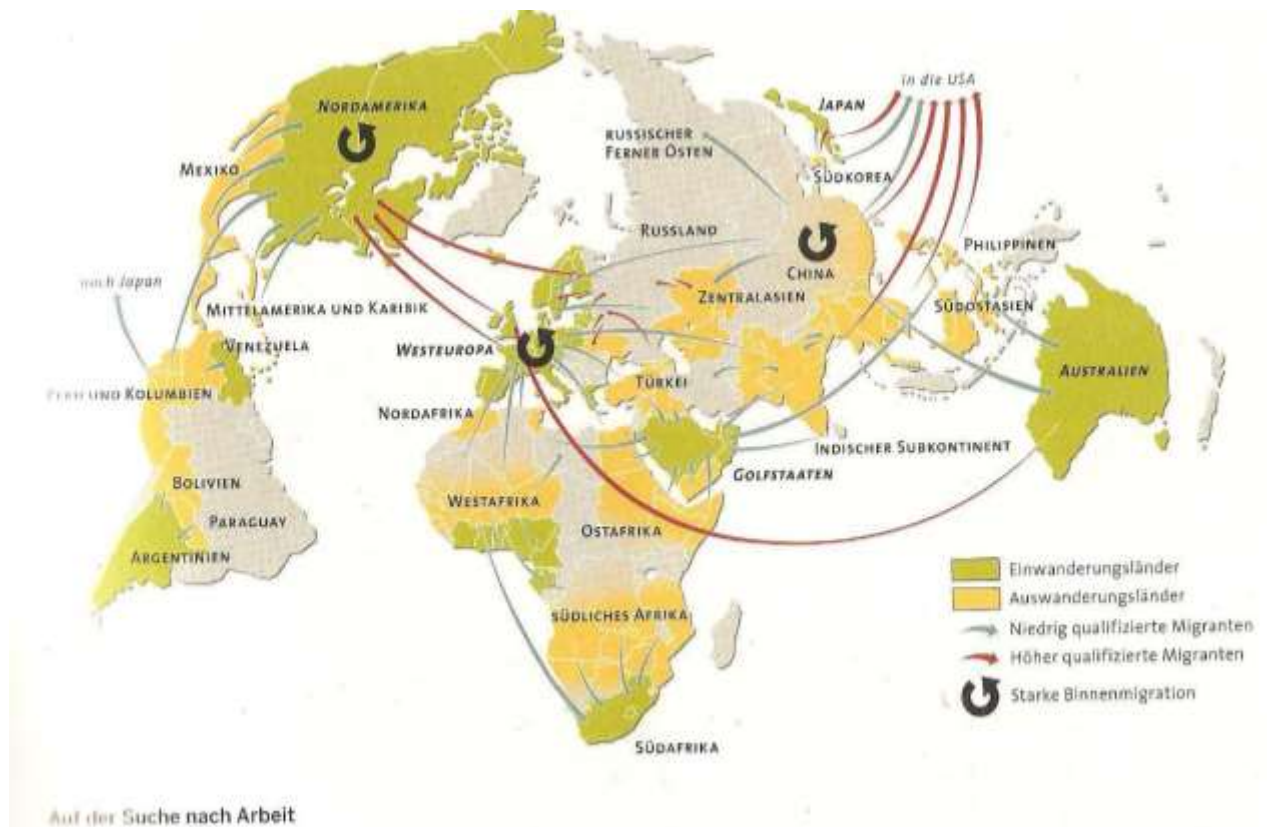 NORDAMERIKA
MEXIKO
nach Japan
MITTELAMERIKA UND KARIBIK
VENEZUELA
UND KOLUMBIEN
BOLIVIEN
PARAGUAY
ARGENTINIEN
in die USA
JAPAN
RUSSISCHER
FERNER OSTEN
SÜDKOREA
RUSSLAND
PHILIPPINEN
CHINA
ZENTRALASIEN
SÜDOSTASIEN
WESTEUROPA
TÜRKEI
AUSTRALIEN
NORDAFRIKA
INDISCHER SUBKONTINENT
GOLFSTAATEN
WESTAFRIKA
OSTAFRIKA
SÜDLICHES AFRIKA
SÜDAFRIKA
Einwanderungsländer
Auswanderungsländer
Niedrig qualifizierte Migranten
Höher qualifizierte Migranten
Starke Binnenmigration
Auf der Suche nach Arbeit